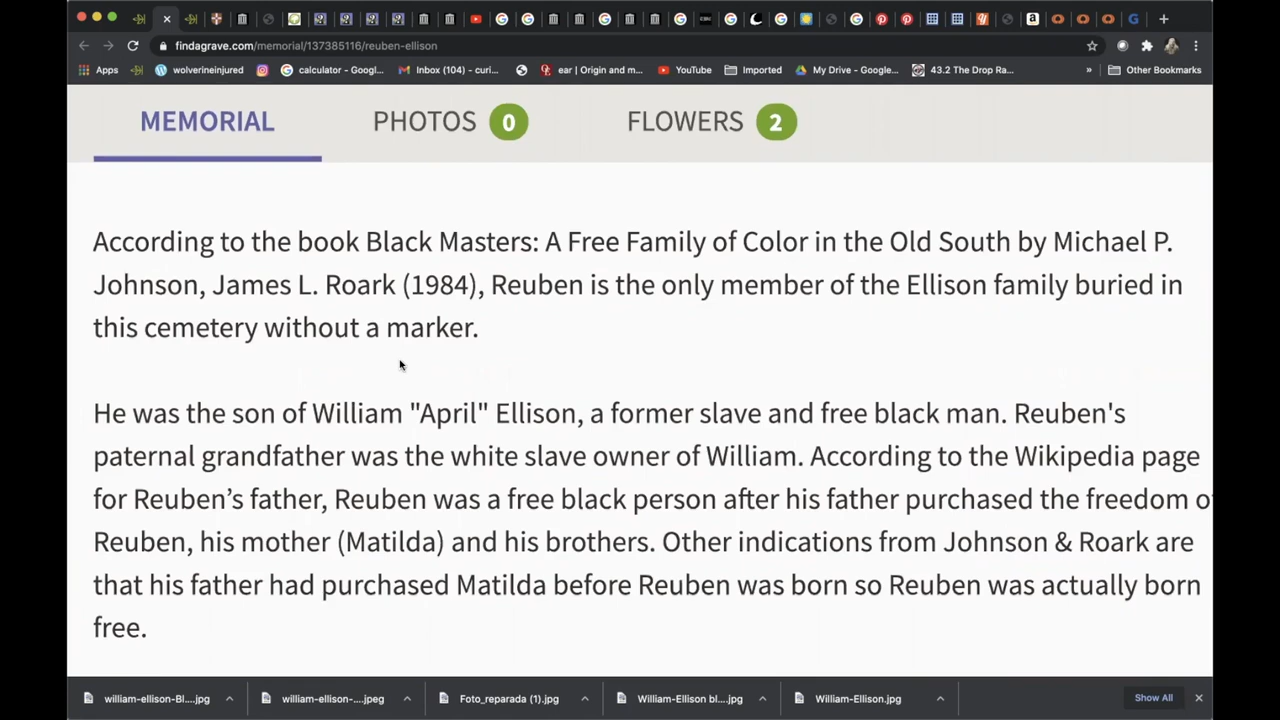 findagrave.com/memorial/137385116/reuben-ellison
Apps
wolverineinjured
calculator - Googl...
Inbox (104) - curi...
ear | Origin and m...
YouTube
Imported
My Drive - Google...
43.2 The Drop Ra...
»
Other Bookmarks
MEMORIAL
PHOTOS 0
FLOWERS 2
According to the book Black Masters: A Free Family of Color in the Old South by Michael P.
Johnson, James L. Roark (1984), Reuben is the only member of the Ellison family buried in
this cemetery without a marker.
He was the son of William "April" Ellison, a former slave and free black man. Reuben's
paternal grandfather was the white slave owner of William. According to the Wikipedia page
for Reuben’s father, Reuben was a free black person after his father purchased the freedom o
Reuben, his mother (Matilda) and his brothers. Other indications from Johnson & Roark are
that his father had purchased Matilda before Reuben was born so Reuben was actually born
free.
william-ellison-Bl....jpg
william-ellison-....jpeg
Foto_reparada (1).jpg
William-Ellison bl....jpg
William-Ellison.jpg
Show All